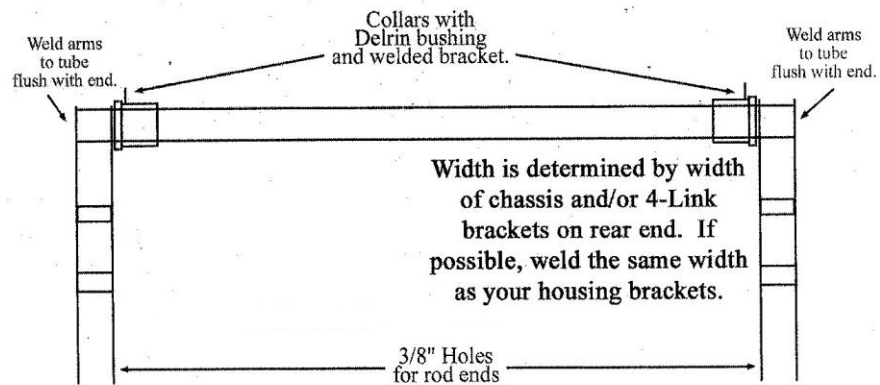 Collars with
Delrin bushing
and welded bracket.
Weld arms
to tube
flush with end.
Weld arms
to tube
flush with end.
Width is determined by width
of chassis and/or 4-Link
brackets on rear end. If
possible, weld the same width
as your housing brackets.
3/8" Holes
for rod ends